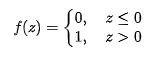 f(z) = { 0, z ≤ 0
1, z > 0